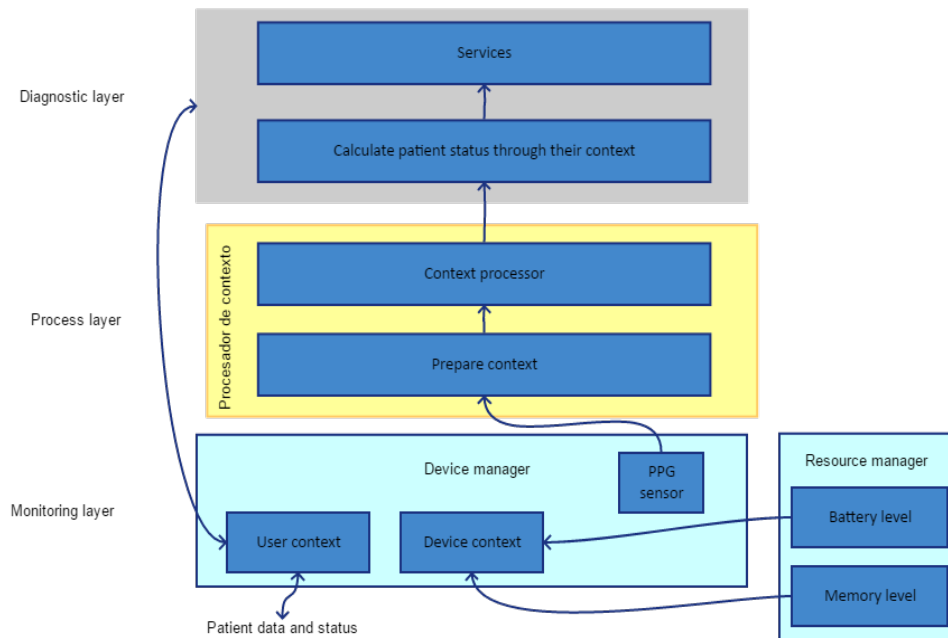 Services
Diagnostic layer
Calculate patient status through their context
Procesador de contexto
Context processor
Process layer
Prepare context
Device manager
PPG
sensor
Resource manager
Monitoring layer
User context
Device context
Battery level
Memory level
Patient data and status